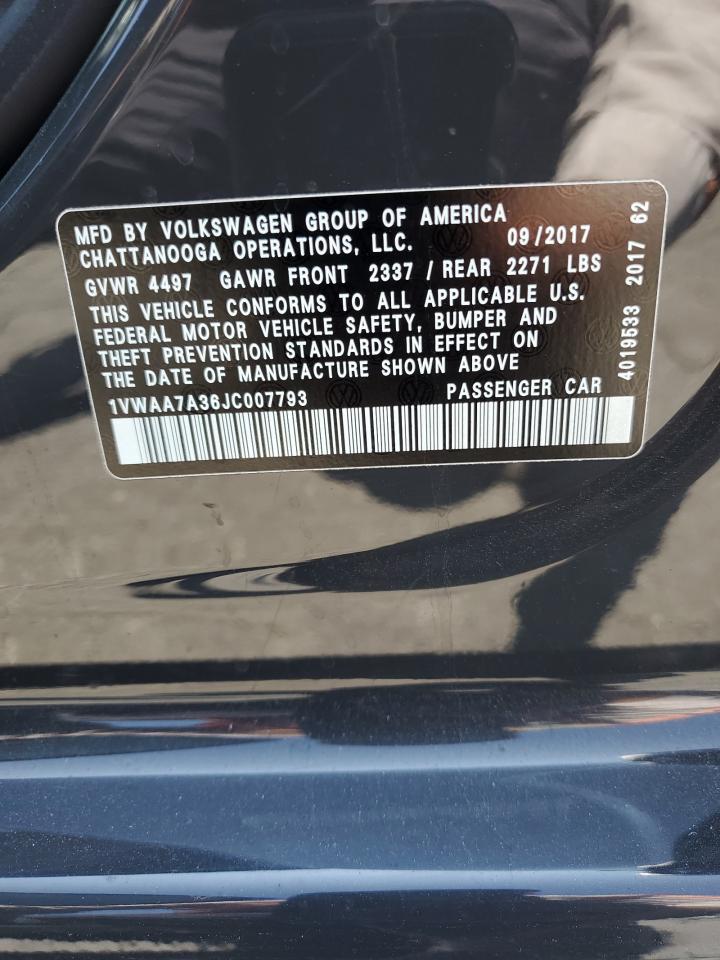 MFD BY VOLKSWAGEN GROUP OF AMERICA
CHATTANOOGA OPERATIONS, LLC. 09/2017
GVWR 4497 GAWR FRONT 2337 / REAR 2271 LBS
THIS VEHICLE CONFORMS TO ALL APPLICABLE U.S.
FEDERAL MOTOR VEHICLE SAFETY, BUMPER AND
THEFT PREVENTION STANDARDS IN EFFECT ON
THE DATE OF MANUFACTURE SHOWN ABOVE
1VWAA7A36JC007793 PASSENGER CAR
4019533 2017 62